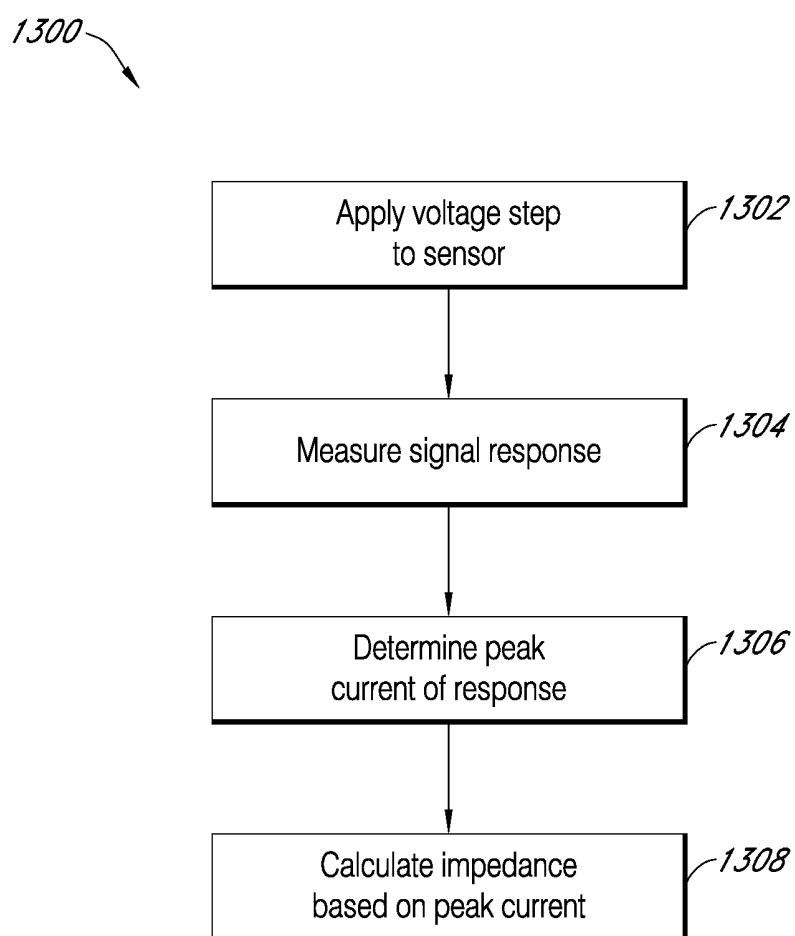 1300
Apply voltage step
to sensor
1302
Measure signal response
1304
Determine peak
current of response
1306
Calculate impedance
based on peak current
1308